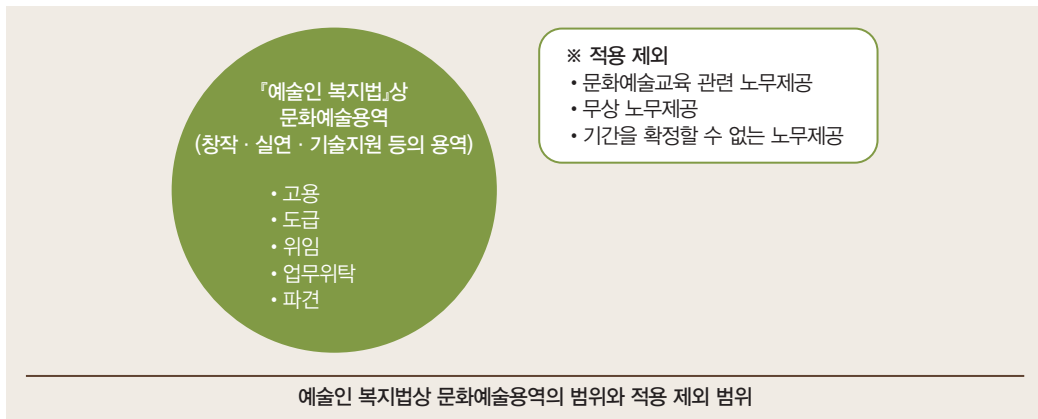 『예술인 복지법』상
문화예술용역
(창작 · 실연 · 기술지원 등의 용역)
• 고용
• 도급
• 위임
• 업무위탁
• 파견
※ 적용 제외
• 문화예술교육 관련 노무제공
• 무상 노무제공
• 기간을 확정할 수 없는 노무제공
예술인 복지법상 문화예술용역의 범위와 적용 제외 범위